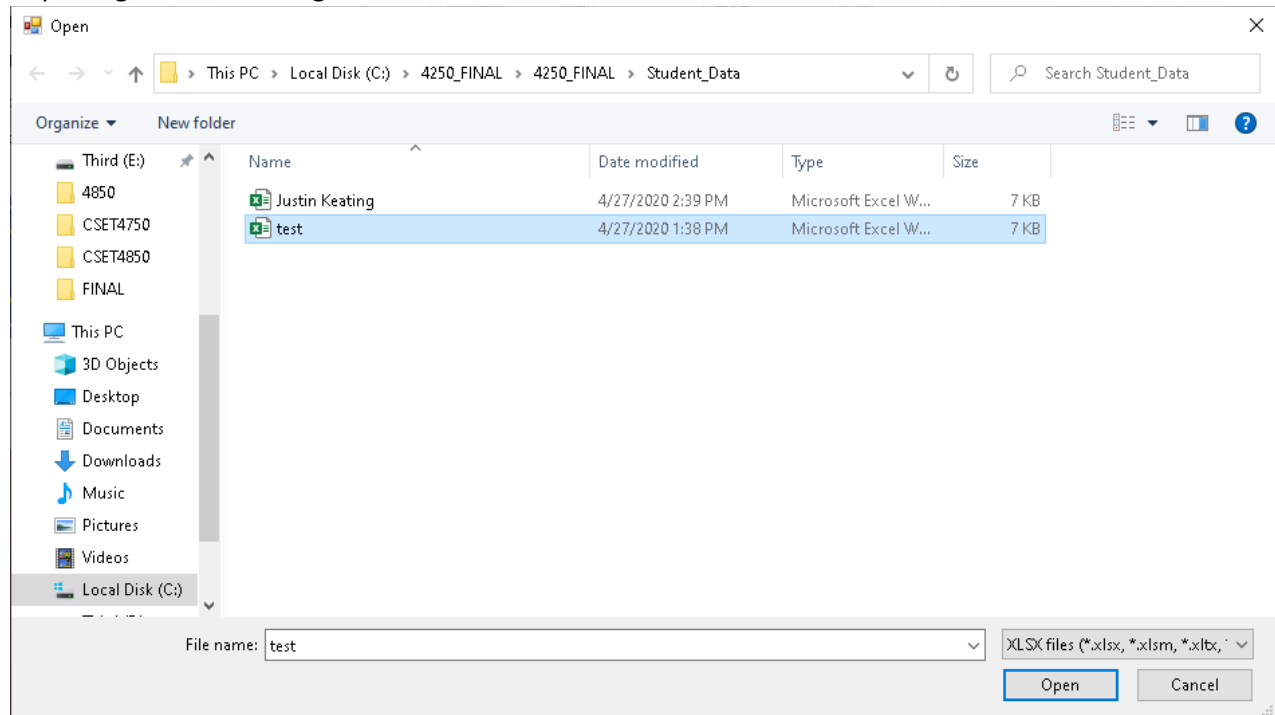 Open
This PC > Local Disk (C:) > 4250_FINAL > 4250_FINAL > Student_Data
Search Student_Data
Organize
New folder
Third (E:)
4850
CSET4750
CSET4850
FINAL
This PC
3D Objects
Desktop
Documents
Downloads
Music
Pictures
Videos
Local Disk (C:)
Name Date modified Type Size
Justin Keating 4/27/2020 2:39 PM Microsoft Excel W... 7 KB
test 4/27/2020 1:38 PM Microsoft Excel W... 7 KB
File name: test
XLSX files (*.xlsx, *.xlsm, *.xltx,
Open Cancel